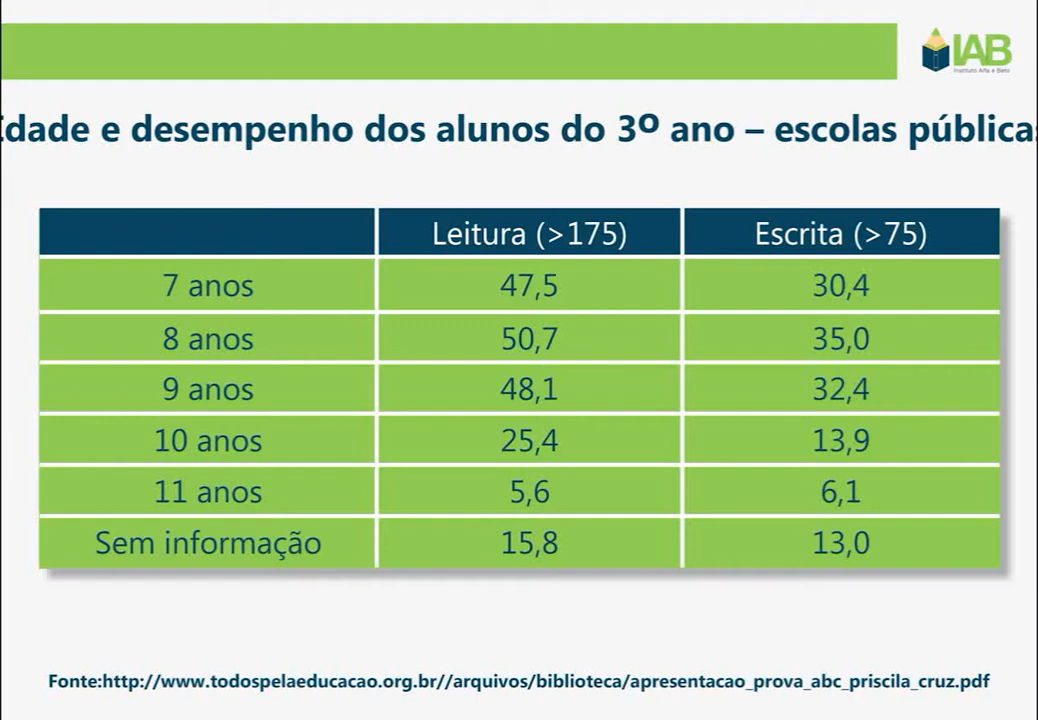 IAB
Instituto Alfa e Beto
Idade e desempenho dos alunos do 3º ano – escolas públicas
Leitura (>175) Escrita (>75)
7 anos 47,5 30,4
8 anos 50,7 35,0
9 anos 48,1 32,4
10 anos 25,4 13,9
11 anos 5,6 6,1
Sem informação 15,8 13,0
Fonte:http://www.todospelaeducacao.org.br//arquivos/biblioteca/apresentacao_prova_abc_priscila_cruz.pdf